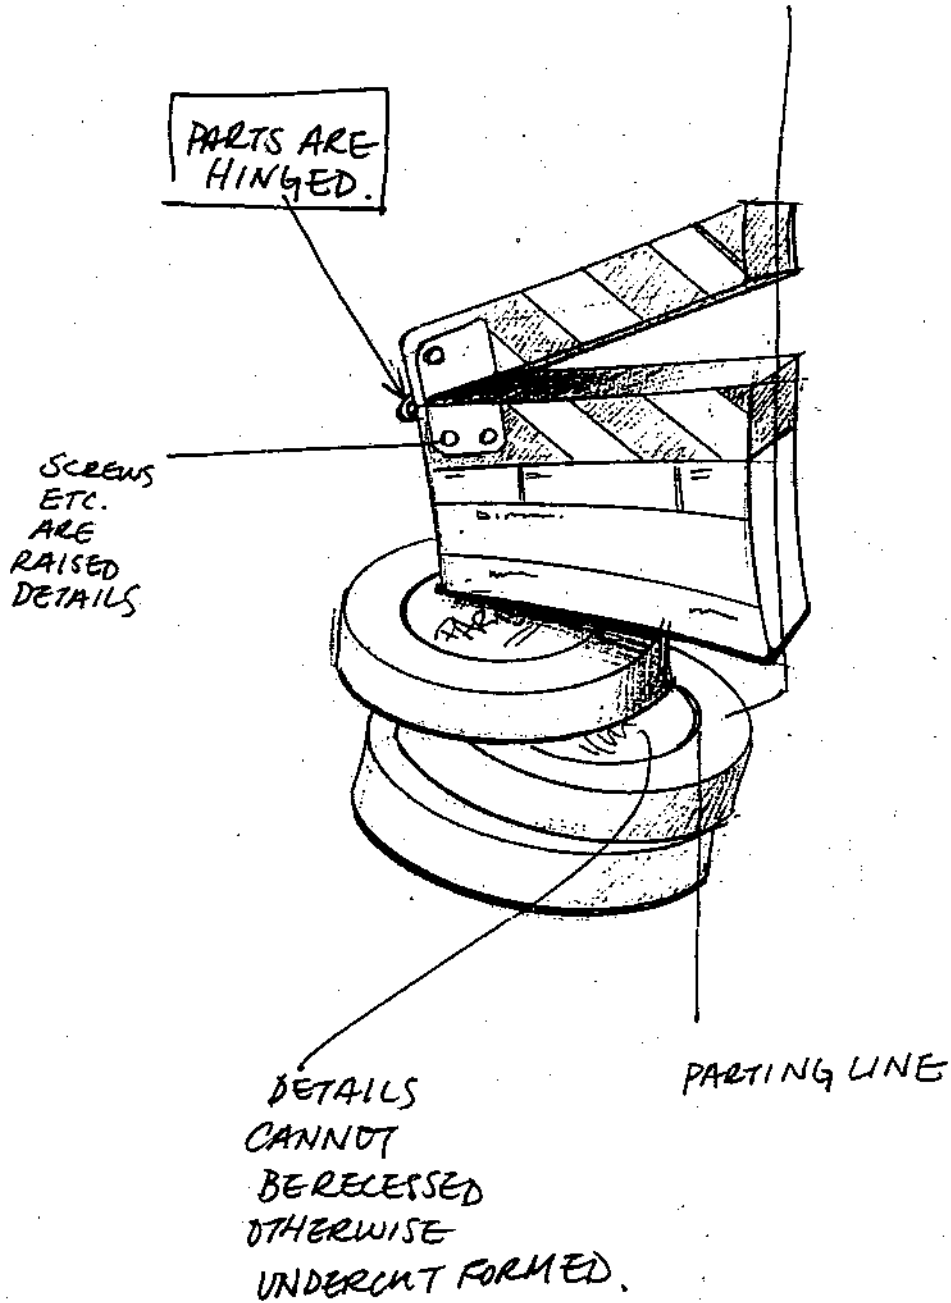 PARTS ARE
HINGED.
SCREWS
ETC.
ARE
RAISED
DETAILS
DETAILS
CANNOT
BE RECESSED
OTHERWISE
UNDERCUT FORMED.
PARTING LINE